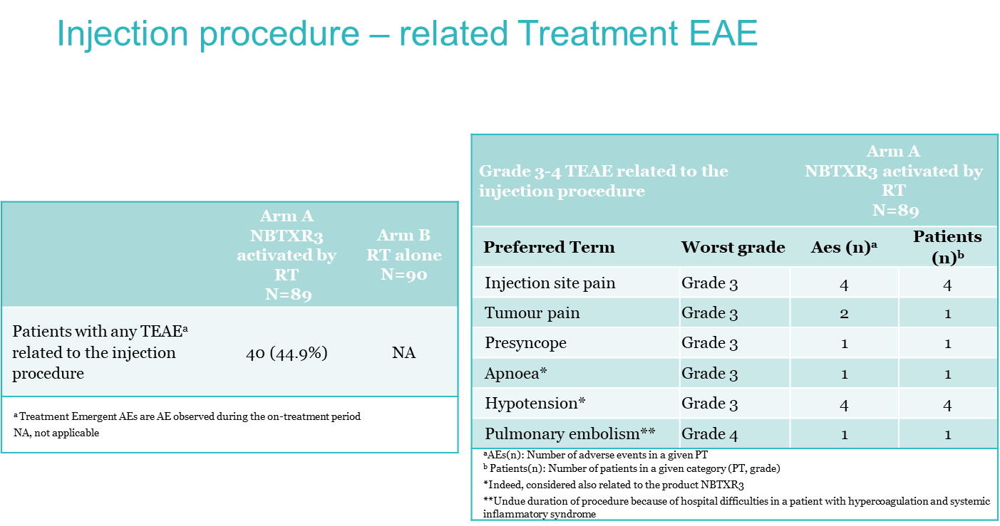 Injection procedure – related Treatment EAE
Arm A
NBTXR3
activated by
RT
N=89
Arm B
RT alone
N=90
Patients with any TEAEᵃ
related to the injection
procedure
40 (44.9%)
NA
ᵃ Treatment Emergent AEs are AE observed during the on-treatment period
NA, not applicable
Grade 3-4 TEAE related to the
injection procedure
Arm A
NBTXR3 activated by
RT
N=89
Preferred Term Worst grade Aes (n)ᵃ Patients
(n)ᵇ
Injection site pain Grade 3 4 4
Tumour pain Grade 3 2 1
Presyncope Grade 3 1 1
Apnoea* Grade 3 1 1
Hypotension* Grade 3 4 4
Pulmonary embolism** Grade 4 1 1
ᵃAEs(n): Number of adverse events in a given PT
ᵇ Patients(n): Number of patients in a given category (PT, grade)
*Indeed, considered also related to the product NBTXR3
**Undue duration of procedure because of hospital difficulties in a patient with hypercoagulation and systemic
inflammatory syndrome